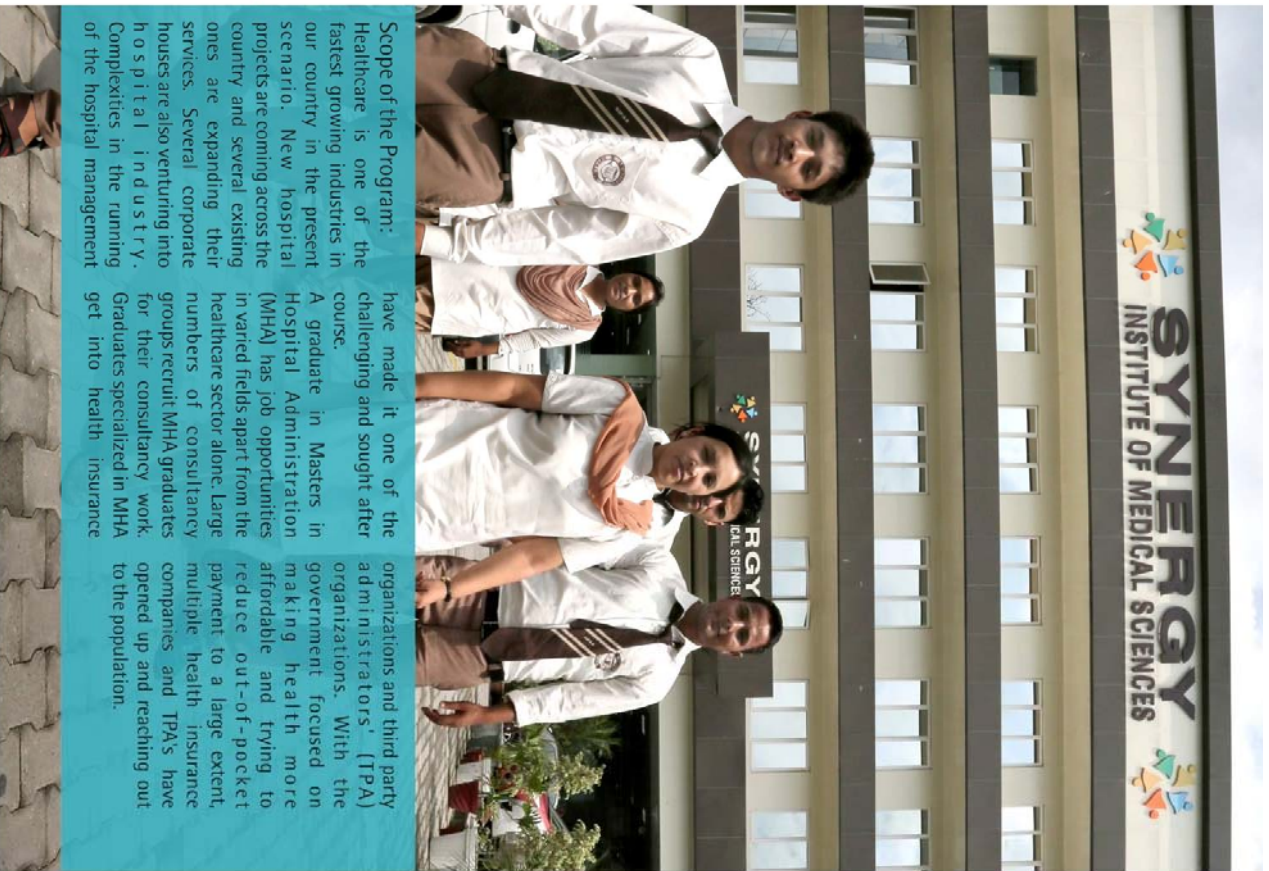 SYNERGY
INSTITUTE OF MEDICAL SCIENCES
RGY
ICAL SCIENCES
Scope of the Program:
Healthcare is one of the
fastest growing industries in
our country in the present
scenario. New hospital
projects are coming across the
country and several existing
ones are expanding their
services. Several corporate
houses are also venturing into
hospital industry.
Complexities in the running
of the hospital management
have made it one of the
challenging and sought after
course.
A graduate in Masters in
Hospital Administration
(MHA) has job opportunities
in varied fields apart from the
healthcare sector alone. Large
numbers of consultancy
groups recruit MHA graduates
for their consultancy work.
Graduates specialized in MHA
get into health insurance
organizations and third party
administrators' (TPA)
organizations. With the
government focused on
making health more
affordable and trying to
reduce out-of-pocket
payment to a large extent,
multiple health insurance
companies and TPA's have
opened up and reaching out
to the population.